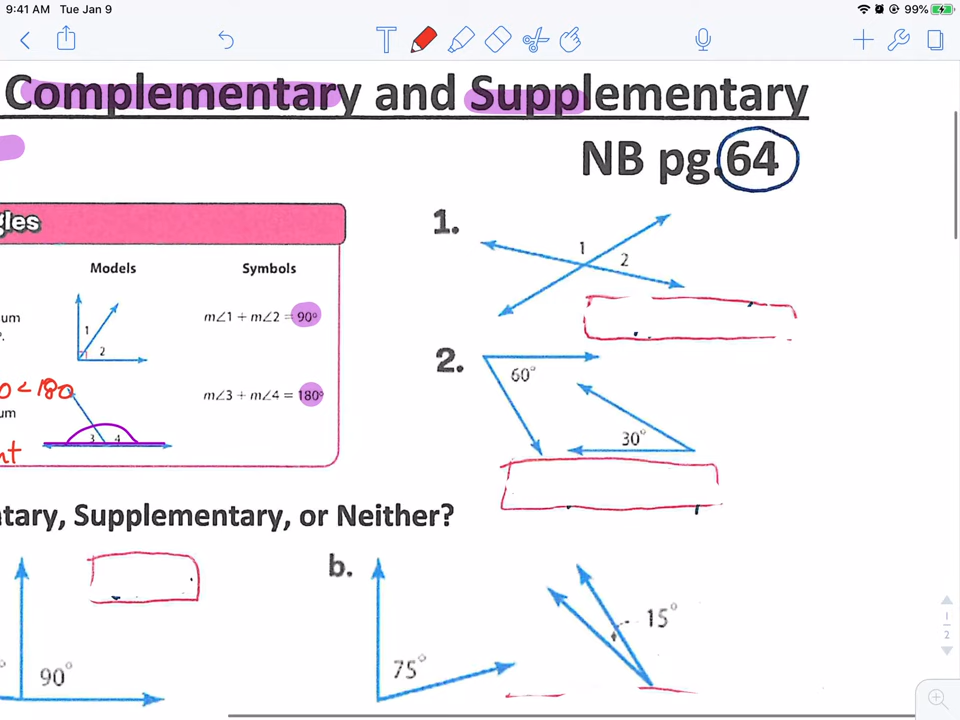 9:41 AM Tue Jan 9
99%
T
Complementary and Supplementary
NB pg.64
gles
Models
Symbols
um
1
2
m∠1 + m∠2 = 90°
0 < 180
um
3 4
m∠3 + m∠4 = 180°
nt
1.
1
2
2.
60°
30°
tary, Supplementary, or Neither?
90°
b.
75°
15°
1
2